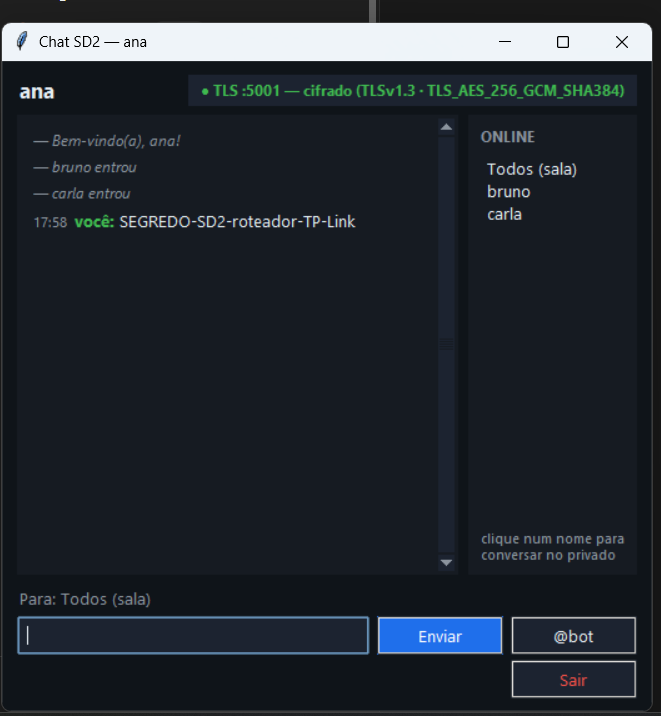 Chat SD2 — ana
ana
● TLS :5001 — cifrado (TLSv1.3 · TLS_AES_256_GCM_SHA384)
— Bem-vindo(a), ana!
— bruno entrou
— carla entrou
17:58 você: SEGREDO-SD2-roteador-TP-Link
ONLINE
Todos (sala)
bruno
carla
clique num nome para
conversar no privado
Para: Todos (sala)
Enviar
@bot
Sair